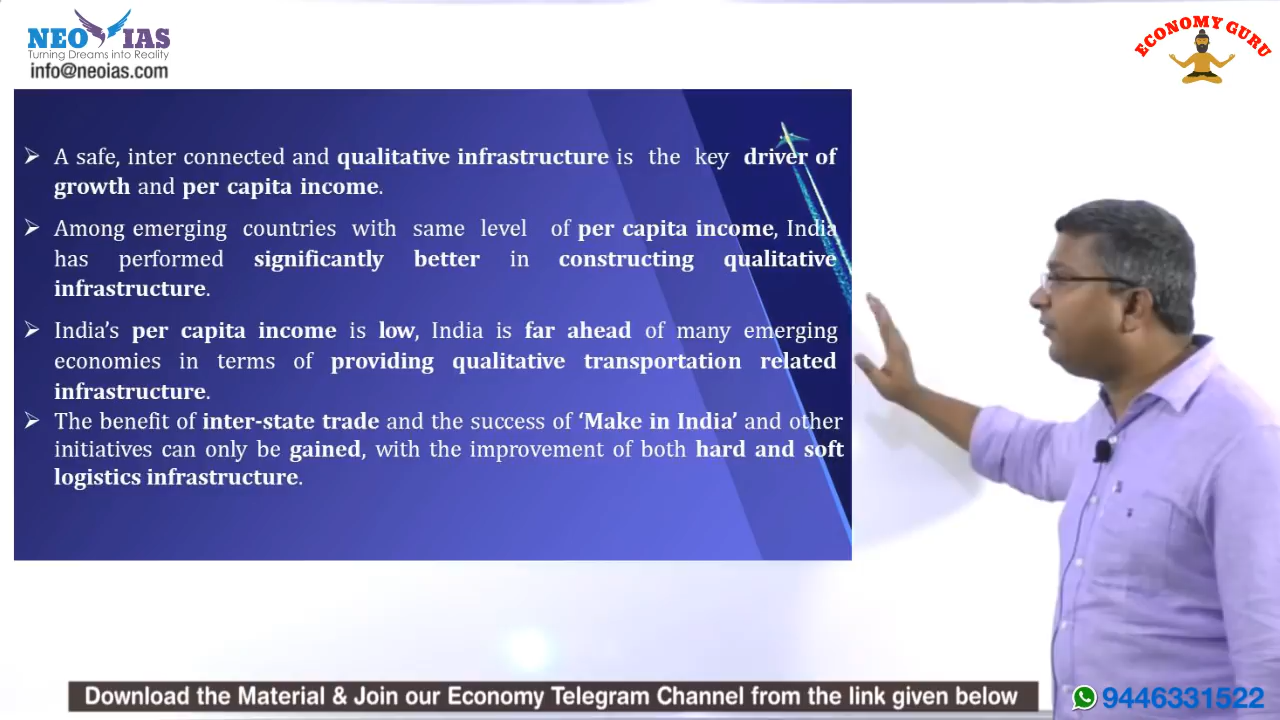 NEO IAS
Turning Dreams into Reality
info@neoias.com
ECONOMY GURU
➢ A safe, inter connected and qualitative infrastructure is the key driver of
growth and per capita income.
➢ Among emerging countries with same level of per capita income, India
has performed significantly better in constructing qualitative
infrastructure.
➢ India’s per capita income is low, India is far ahead of many emerging
economies in terms of providing qualitative transportation related
infrastructure.
➢ The benefit of inter-state trade and the success of ‘Make in India’ and other
initiatives can only be gained, with the improvement of both hard and soft
logistics infrastructure.
Download the Material & Join our Economy Telegram Channel from the link given below
9446331522